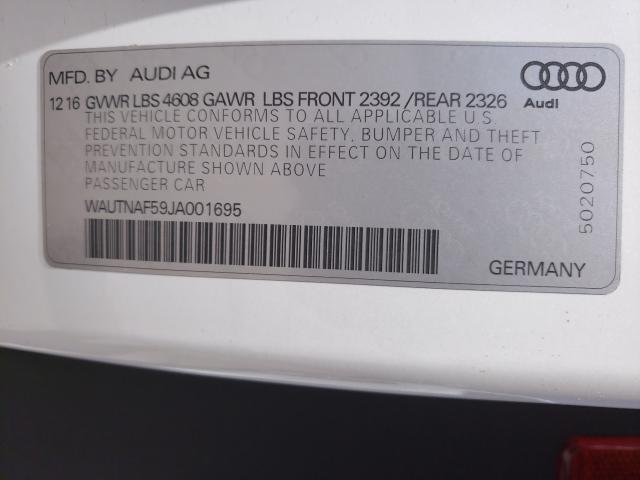 MFD. BY AUDI AG
12 16 GVWR LBS 4608 GAWR LBS FRONT 2392 /REAR 2326
THIS VEHICLE CONFORMS TO ALL APPLICABLE U.S.
FEDERAL MOTOR VEHICLE SAFETY, BUMPER AND THEFT
PREVENTION STANDARDS IN EFFECT ON THE DATE OF
MANUFACTURE SHOWN ABOVE
PASSENGER CAR
WAUTNAF59JA001695
Audi
5020750
GERMANY